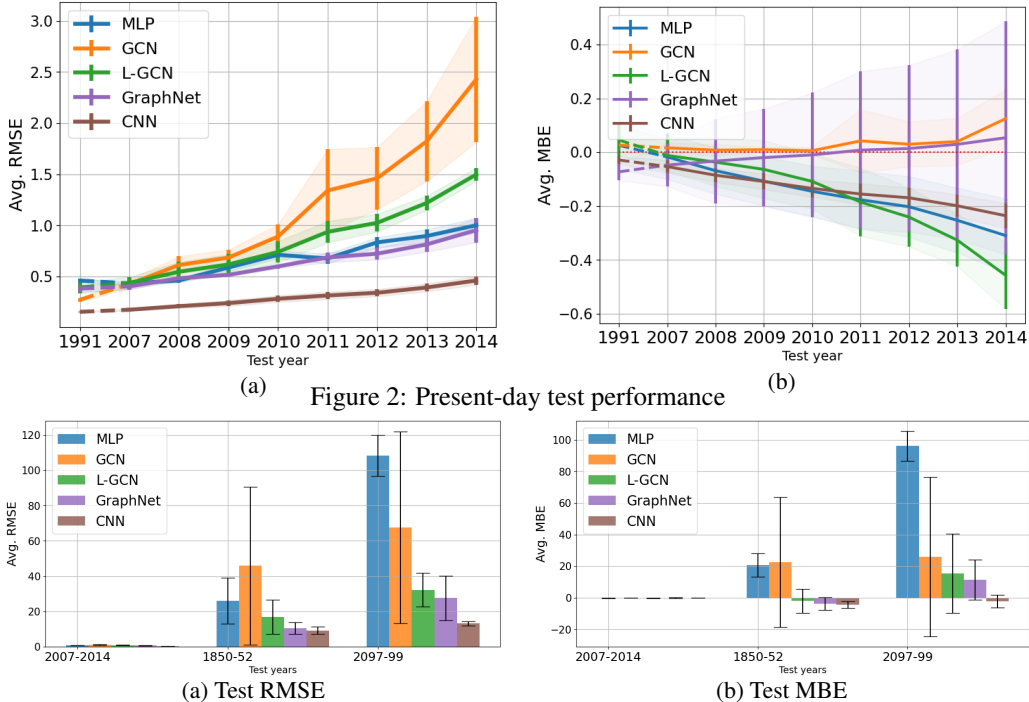 3.0
2.5
2.0
1.5
1.0
0.5
Avg. RMSE
MLP
GCN
L-GCN
GraphNet
CNN
1991 2007 2008 2009 2010 2011 2012 2013 2014
Test year
(a)
0.4
0.2
0.0
−0.2
−0.4
−0.6
Avg. MBE
MLP
GCN
L-GCN
GraphNet
CNN
1991 2007 2008 2009 2010 2011 2012 2013 2014
Test year
(b)
Figure 2: Present-day test performance
120
100
80
60
40
20
0
Avg. RMSE
MLP
GCN
L-GCN
GraphNet
CNN
2007-2014 1850-52 2097-99
Test years
(a) Test RMSE
100
80
60
40
20
0
−20
Avg. MBE
MLP
GCN
L-GCN
GraphNet
CNN
2007-2014 1850-52 2097-99
Test years
(b) Test MBE